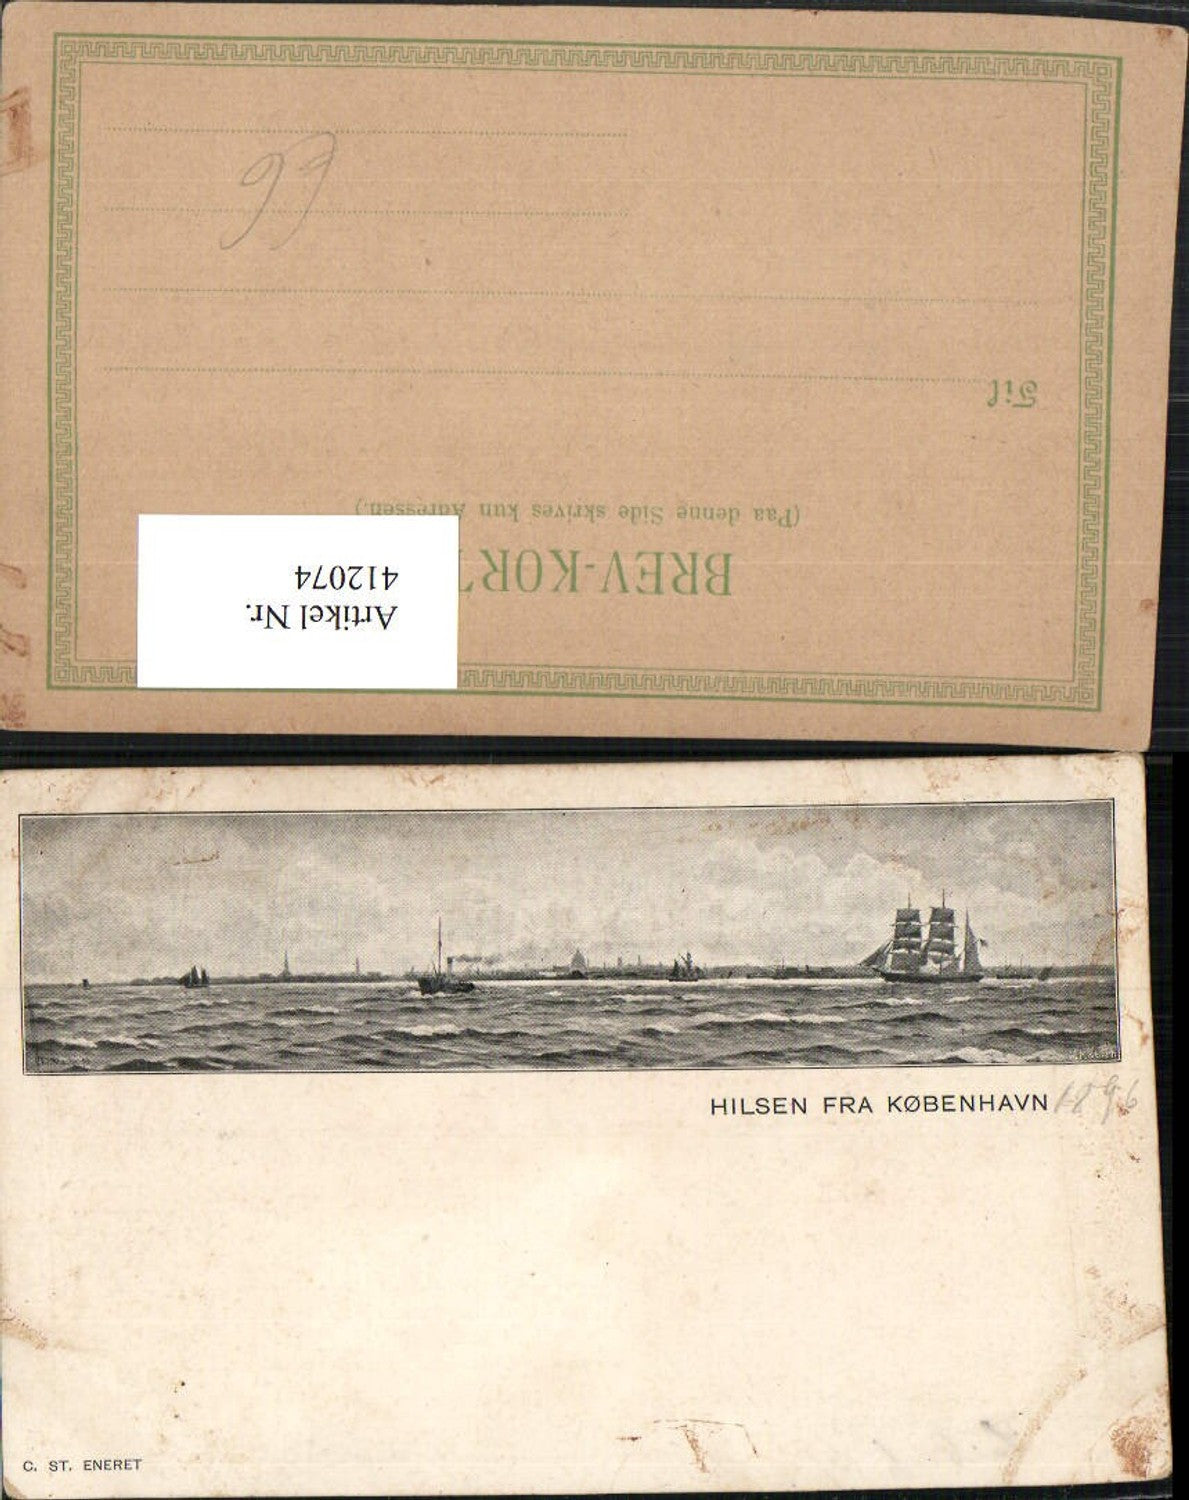 BREV-KORT
(Paa denne Side skrives kun Adressen.)
Til
Artikel Nr.
412074
HILSEN FRA KØBENHAVN 1896
C. ST. ENERET